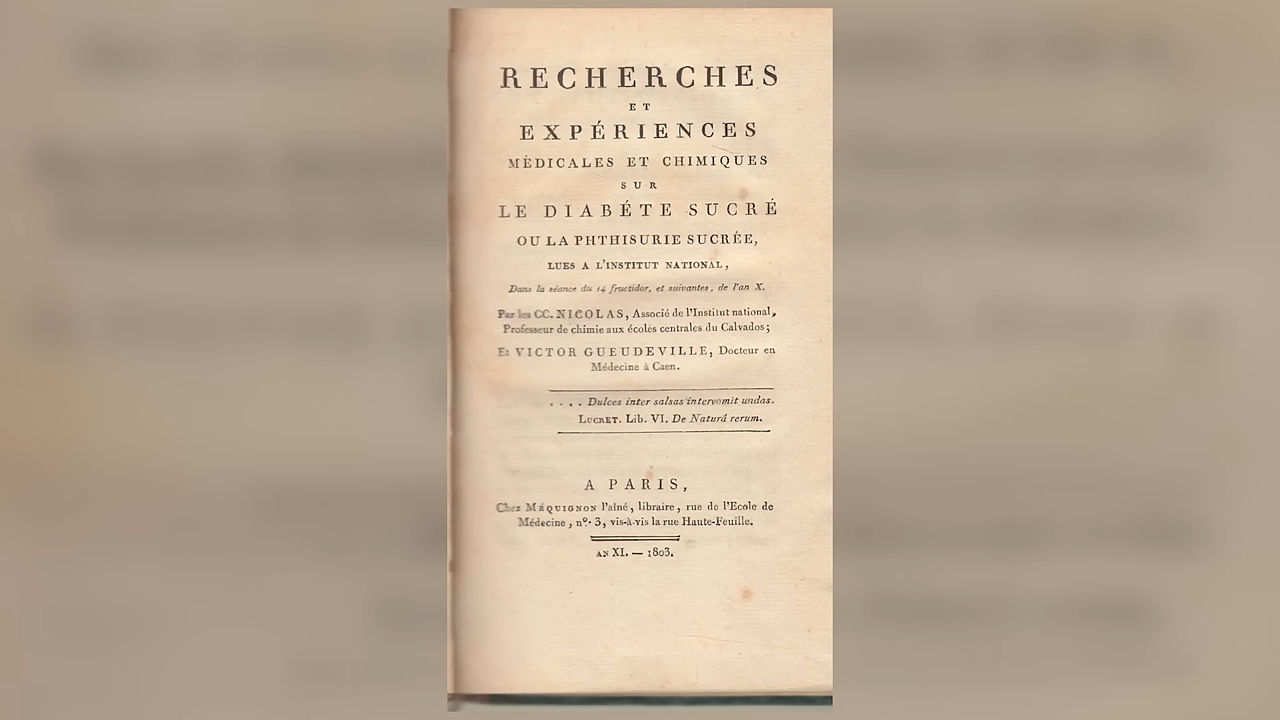 RECHERCHES
ET
EXPÉRIENCES
MÉDICALES ET CHIMIQUES
SUR
LE DIABÉTE SUCRÉ
OU LA PHTHISURIE SUCRÉE,
LUES A L'INSTITUT NATIONAL,
Dans la séance du 14 fructidor, et suivantes, de l'an X.
Par les CC. NICOLAS, Associé de l'Institut national,
Professeur de chimie aux écoles centrales du Calvados;
Et VICTOR GUEUDEVILLE, Docteur en
Médecine à Caen.
.... Dulces inter salsas intervomit undas.
LUCRET. Lib. VI. De Naturâ rerum.
A PARIS,
Chez MÉQUIGNON l'aîné, libraire, rue de l'Ecole de
Médecine, nº. 3, vis-à-vis la rue Haute-Feuille.
AN XI. — 1803.